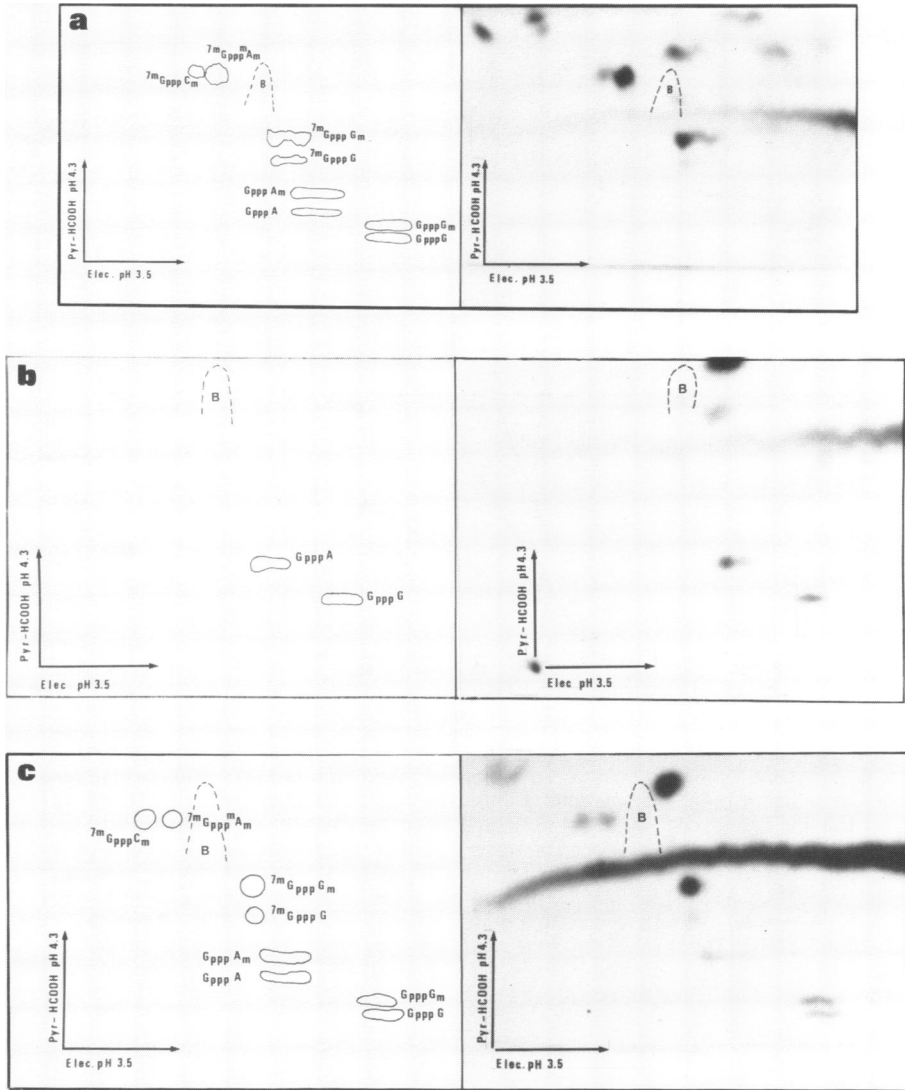 a
7mGpppmAm
7mGpppCm
B
7mGpppGm
7mGpppG
GpppAm
GpppA
GpppGm
GpppG
Pyr-HCOOH pH 4.3
Elec. pH 3.5
B
Pyr-HCOOH pH 4.3
Elec. pH 3.5
b
B
GpppA
GpppG
Pyr-HCOOH pH 4.3
Elec pH 3.5
B
Pyr-HCOOH pH 4.3
Elec pH 3.5
c
7mGpppmAm
7mGpppCm
B
7mGpppGm
7mGpppG
GpppAm
GpppA
GpppGm
GpppG
Pyr-HCOOH pH 4.3
Elec. pH 3.5
B
Pyr-HCOOH pH 4.3
Elec. pH 3.5